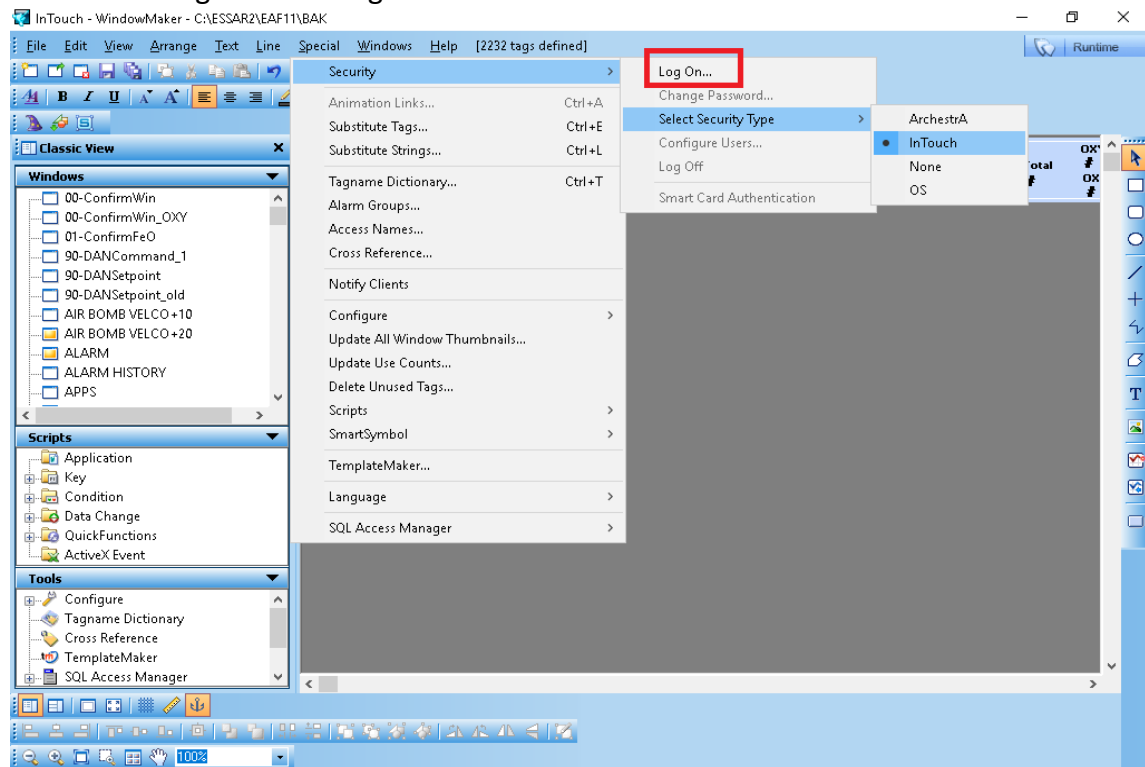 InTouch - WindowMaker - C:\ESSAR2\EAF11\BAK
File Edit View Arrange Text Line Special Windows Help [2232 tags defined]
Runtime
B I U A A
Classic View
Windows
00-ConfirmWin
00-ConfirmWin_OXY
01-ConfirmFeO
90-DANCommand_1
90-DANSetpoint
90-DANSetpoint_old
AIR BOMB VELCO+10
AIR BOMB VELCO+20
ALARM
ALARM HISTORY
APPS
Scripts
Application
Key
Condition
Data Change
QuickFunctions
ActiveX Event
Tools
Configure
Tagname Dictionary
Cross Reference
TemplateMaker
SQL Access Manager
100%
Security
Animation Links... Ctrl+A
Substitute Tags... Ctrl+E
Substitute Strings... Ctrl+L
Tagname Dictionary... Ctrl+T
Alarm Groups...
Access Names...
Cross Reference...
Notify Clients
Configure
Update All Window Thumbnails...
Update Use Counts...
Delete Unused Tags...
Scripts
SmartSymbol
TemplateMaker...
Language
SQL Access Manager
Log On...
Change Password...
Select Security Type
Configure Users...
Log Off
Smart Card Authentication
ArchestrA
InTouch
None
OS
otal #
# OX
#
T